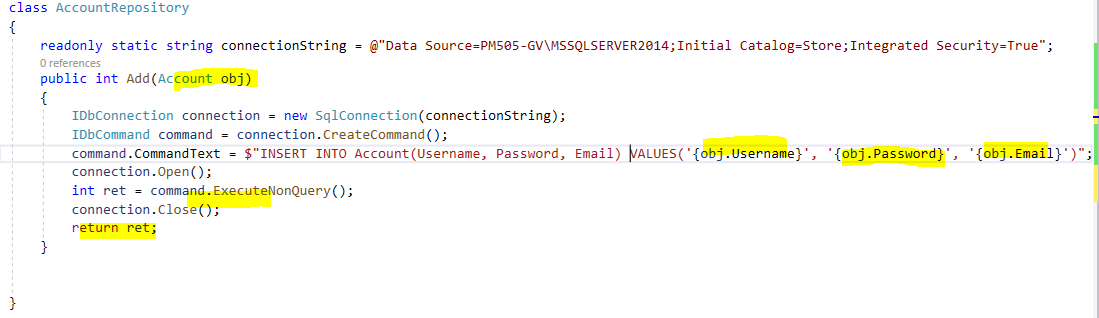 class AccountRepository
{
readonly static string connectionString = @"Data Source=PM505-GV\MSSQLSERVER2014;Initial Catalog=Store;Integrated Security=True";
0 references
public int Add(Account obj)
{
IDbConnection connection = new SqlConnection(connectionString);
IDbCommand command = connection.CreateCommand();
command.CommandText = $"INSERT INTO Account(Username, Password, Email) VALUES('{obj.Username}', '{obj.Password}', '{obj.Email}')";
connection.Open();
int ret = command.ExecuteNonQuery();
connection.Close();
return ret;
}
}